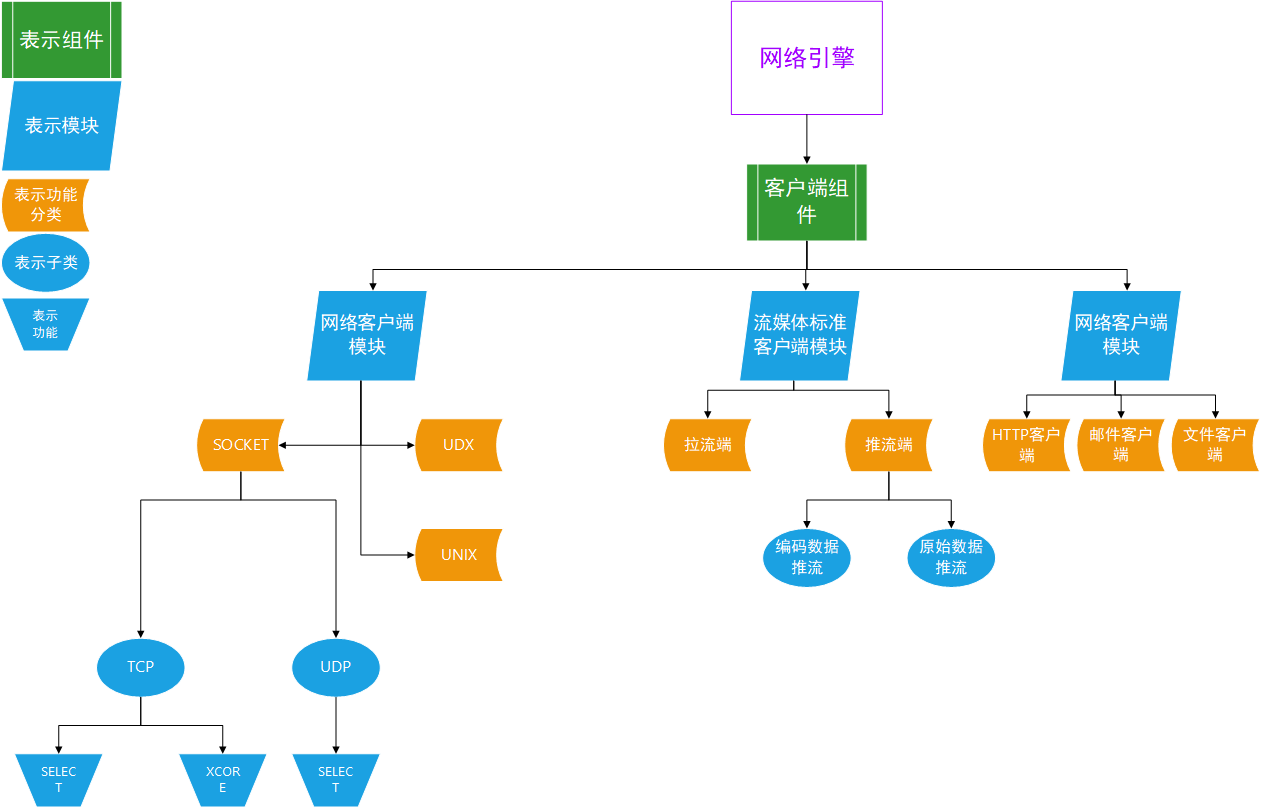 表示组件
表示模块
表示功能
分类
表示子类
表示
功能
网络引擎
客户端组
件
网络客户端
模块
流媒体标准
客户端模块
网络客户端
模块
SOCKET
UDX
拉流端
推流端
HTTP客户
端
邮件客户
端
文件客户
端
UNIX
编码数据
推流
原始数据
推流
TCP
UDP
SELEC
T
XCOR
E
SELEC
T